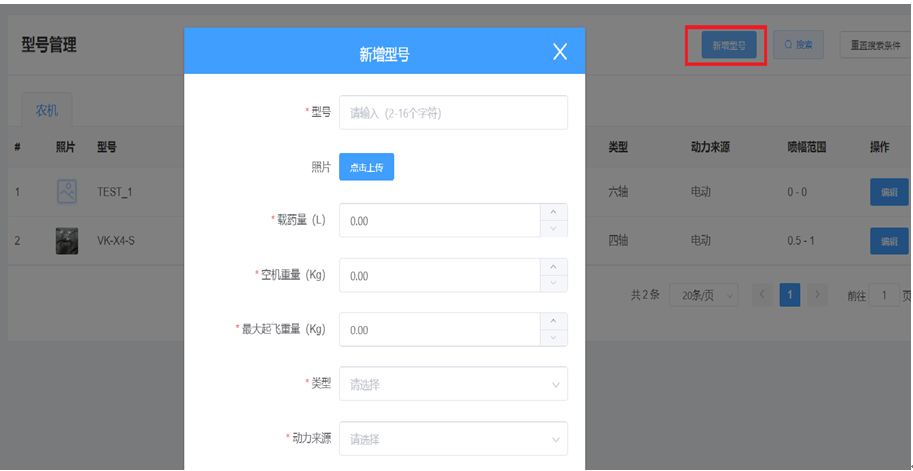 型号管理
新增型号
搜索
重置搜索条件
新增型号
X
农机
* 型号
请输入（2-16个字符）
# 照片 型号 类型 动力来源 喷幅范围 操作
照片
点击上传
1 TEST_1 六轴 电动 0 - 0 编辑
* 载药量（L）
0.00
2 VK-X4-S 四轴 电动 0.5 - 1 编辑
* 空机重量（Kg）
0.00
共 2 条 20条/页 < 1 > 前往 1 页
* 最大起飞重量（Kg）
0.00
* 类型
请选择
* 动力来源
请选择